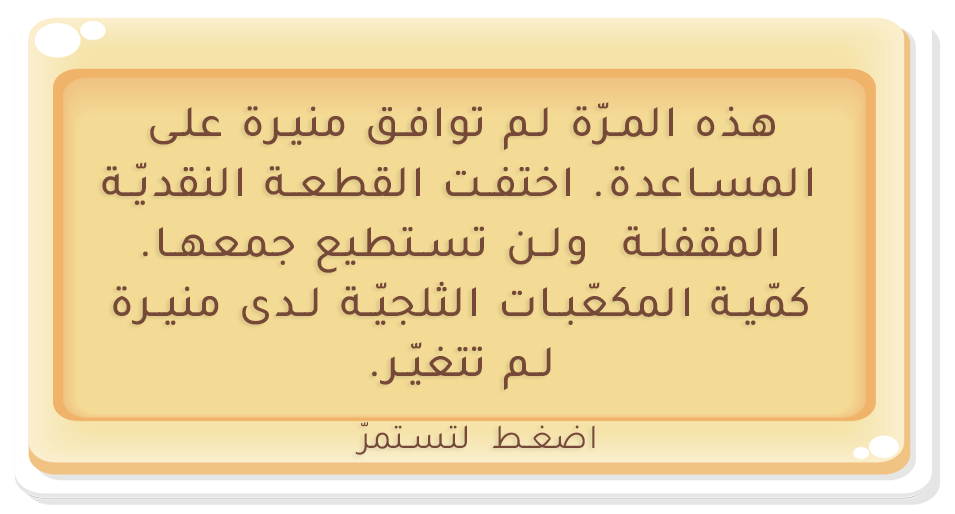 هذه المرّة لم توافق منيرة على
المساعدة. اختفت القطعة النقديّة
المقفلة ولن تستطيع جمعها.
كمّية المكعّبات الثلجيّة لدى منيرة
لم تتغيّر.
اضغط لتستمرّ